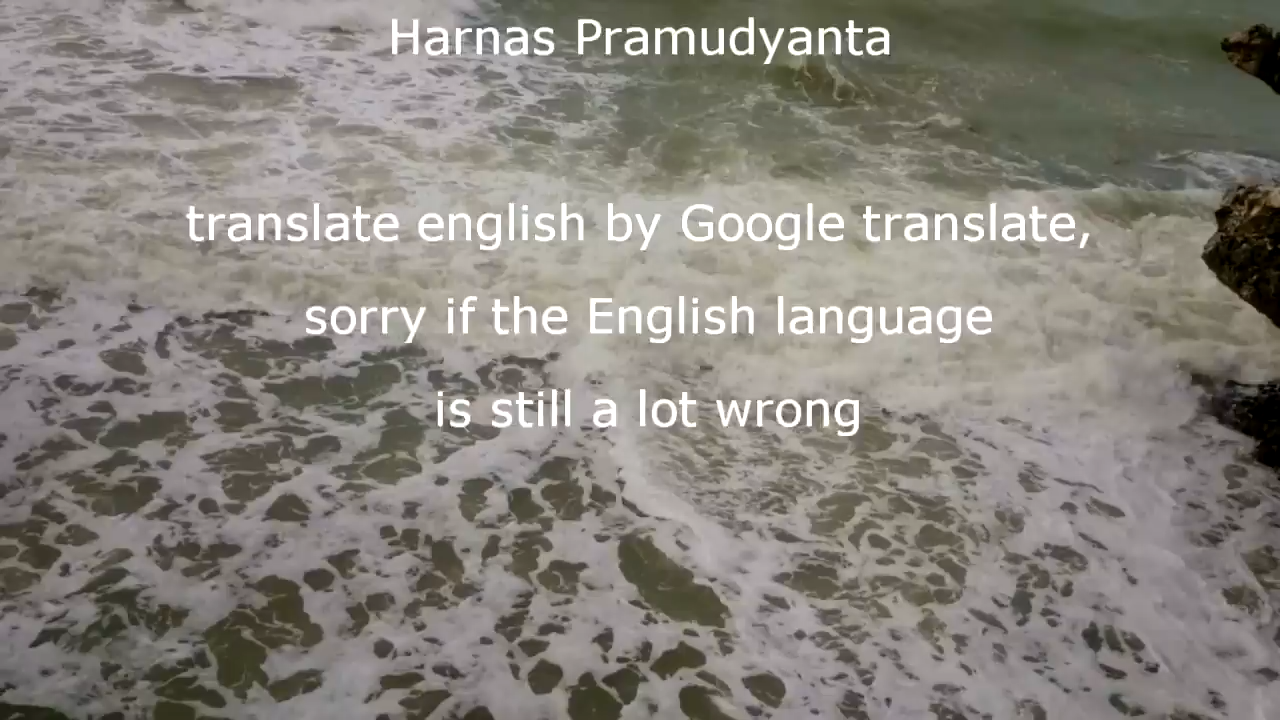 Harnas Pramudyanta
translate english by Google translate,
sorry if the English language
is still a lot wrong